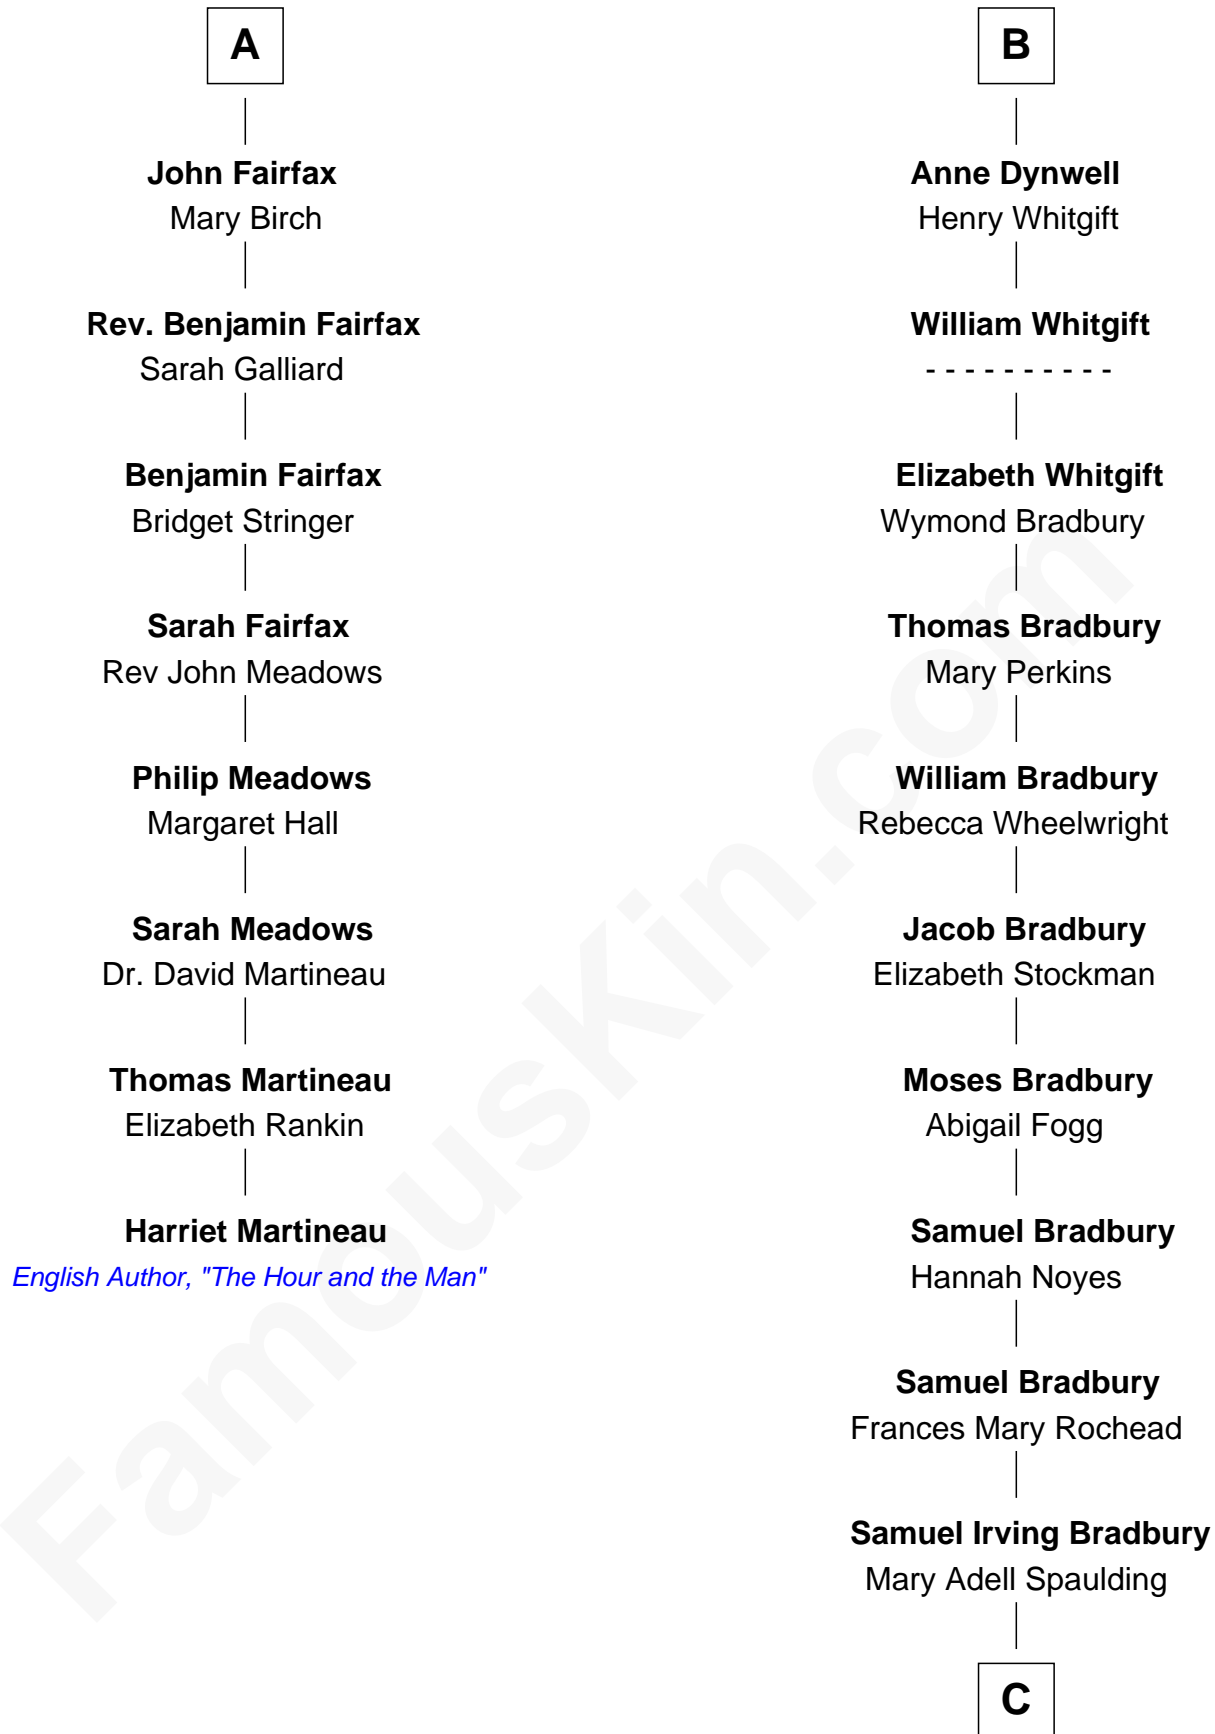 A
John Fairfax
Mary Birch
Rev. Benjamin Fairfax
Sarah Galliard
Benjamin Fairfax
Bridget Stringer
Sarah Fairfax
Rev John Meadows
Philip Meadows
Margaret Hall
Sarah Meadows
Dr. David Martineau
Thomas Martineau
Elizabeth Rankin
Harriet Martineau
English Author, "The Hour and the Man"
B
Anne Dynwell
Henry Whitgift
William Whitgift
- - - - - - - - - -
Elizabeth Whitgift
Wymond Bradbury
Thomas Bradbury
Mary Perkins
William Bradbury
Rebecca Wheelwright
Jacob Bradbury
Elizabeth Stockman
Moses Bradbury
Abigail Fogg
Samuel Bradbury
Hannah Noyes
Samuel Bradbury
Frances Mary Rochead
Samuel Irving Bradbury
Mary Adell Spaulding
C
FamousKin.com